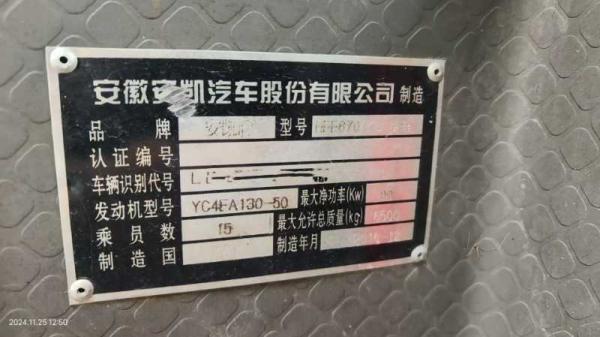 安徽安凯汽车股份有限公司 制造
品牌 安凯 型号
认证编号
车辆识别代号 L
发动机型号 YC4FA130-50 最大净功率(Kw)
乘员数 15 最大允许总质量(kg) 6500
制造国 制造年月
2024.11.25 12:50